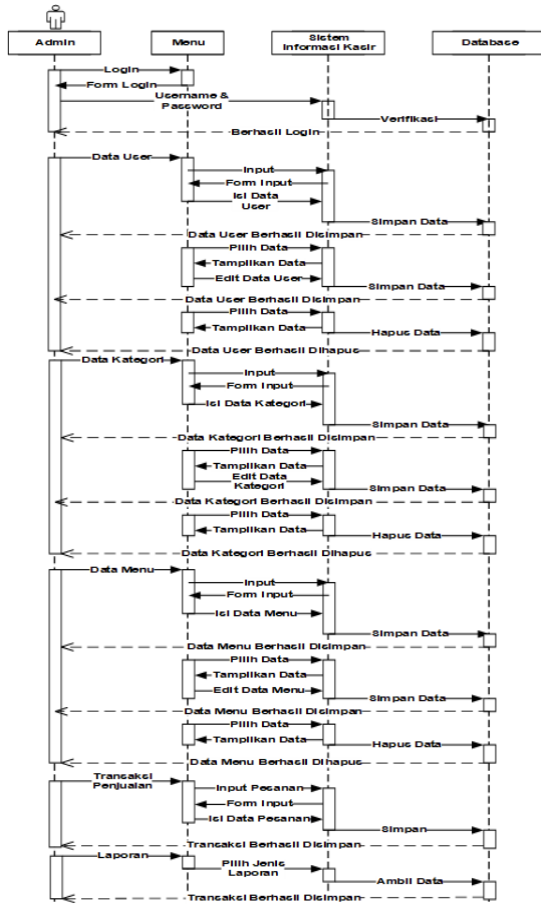 Admin
Menu
Sistem
Informasi Kasir
Database
Login
Form Login
Username &
Password
Verifikasi
Berhasil Login
Data User
Input
Form Input
Isi Data
User
Simpan Data
Data User Berhasil Disimpan
Pilih Data
Tampilkan Data
Edit Data User
Simpan Data
Data User Berhasil Disimpan
Pilih Data
Tampilkan Data
Hapus Data
Data User Berhasil Dihapus
Data Kategori
Input
Form Input
Isi Data Kategori
Simpan Data
Data Kategori Berhasil Disimpan
Pilih Data
Tampilkan Data
Edit Data
Kategori
Simpan Data
Data Kategori Berhasil Disimpan
Pilih Data
Tampilkan Data
Hapus Data
Data Kategori Berhasil Dihapus
Data Menu
Input
Form Input
Isi Data Menu
Simpan Data
Data Menu Berhasil Disimpan
Pilih Data
Tampilkan Data
Edit Data Menu
Simpan Data
Data Menu Berhasil Disimpan
Pilih Data
Tampilkan Data
Hapus Data
Data Menu Berhasil Dihapus
Transaksi
Penjualan
Input Pesanan
Form Input
Isi Data Pesanan
Simpan
Transaksi Berhasil Disimpan
Laporan
Pilih Jenis
Laporan
Ambil Data
Transaksi Berhasil Disimpan